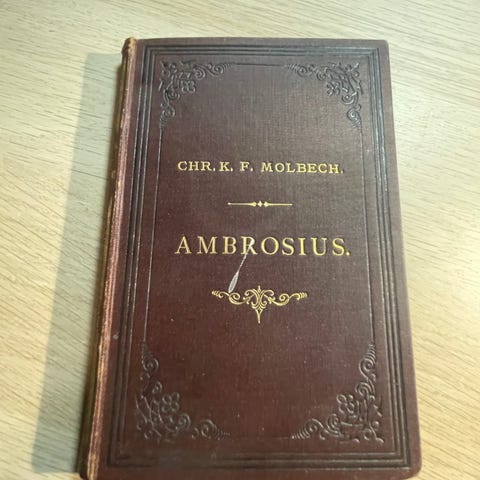 CHR. K. F. MOLBECH.
AMBROSIUS.